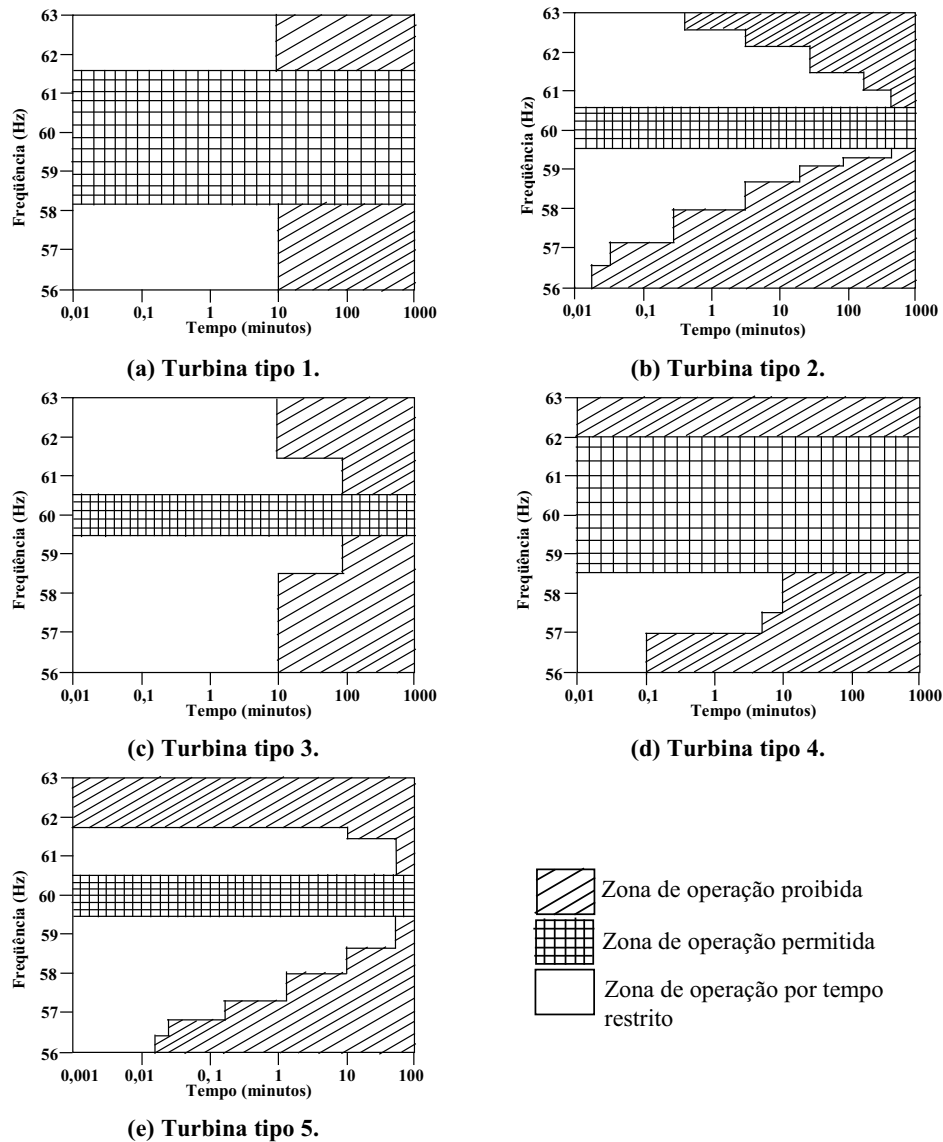 63
62
61
60
59
58
57
56
Freqüência (Hz)
0,01 0,1 1 10 100 1000
Tempo (minutos)
(a) Turbina tipo 1.
63
62
61
60
59
58
57
56
Freqüência (Hz)
0,01 0,1 1 10 100 1000
Tempo (minutos)
(b) Turbina tipo 2.
63
62
61
60
59
58
57
56
Freqüência (Hz)
0,01 0,1 1 10 100 1000
Tempo (minutos)
(c) Turbina tipo 3.
63
62
61
60
59
58
57
56
Freqüência (Hz)
0,01 0,1 1 10 100 1000
Tempo (minutos)
(d) Turbina tipo 4.
63
62
61
60
59
58
57
56
Freqüência (Hz)
0,001 0,01 0, 1 1 10 100
Tempo (minutos)
(e) Turbina tipo 5.
Zona de operação proibida
Zona de operação permitida
Zona de operação por tempo
restrito